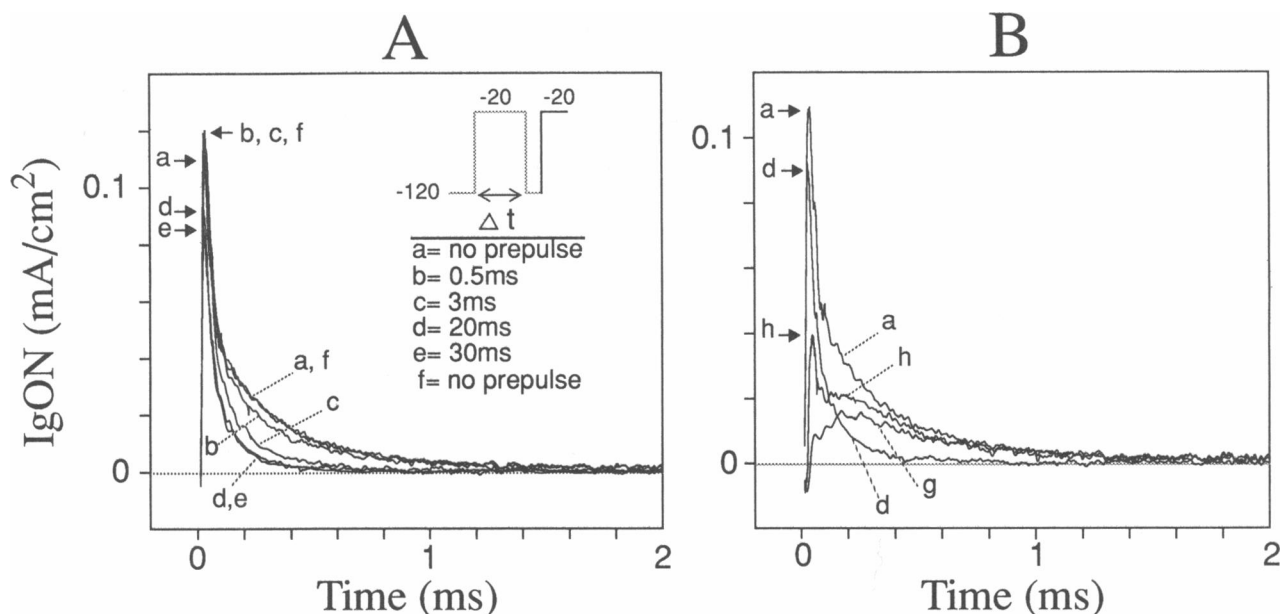 A
B
IgON (mA/cm²)
0.1
0
a
d
e
b, c, f
a, f
c
b
d,e
-20
-20
-120
Δ t
a= no prepulse
b= 0.5ms
c= 3ms
d= 20ms
e= 30ms
f= no prepulse
0
1
2
Time (ms)
0.1
0
a
d
h
a
h
g
d
0
1
2
Time (ms)